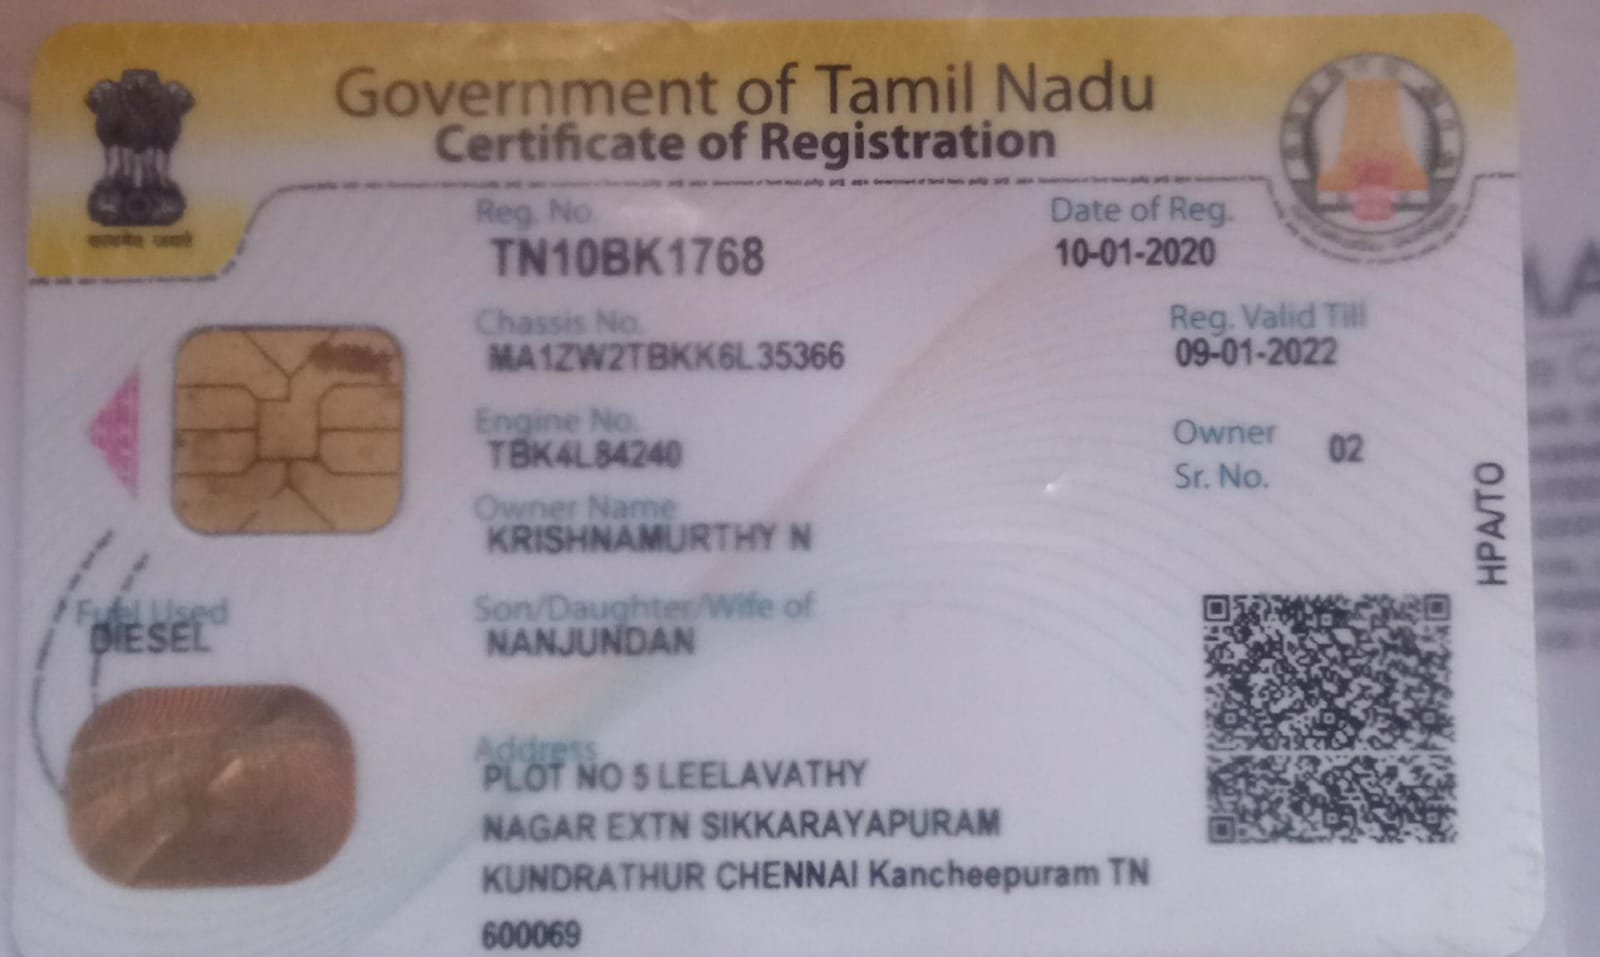 Government of Tamil Nadu
Certificate of Registration
सत्यमेव जयते
Reg. No.
TN10BK1768
Date of Reg.
10-01-2020
Chassis No.
MA1ZW2TBKK6L35366
Reg. Valid Till
09-01-2022
Engine No.
TBK4L84240
Owner
Sr. No.
02
Owner Name
KRISHNAMURTHY N
HPA/TO
Fuel Used
DIESEL
Son/Daughter/Wife of
NANJUNDAN
Address
PLOT NO 5 LEELAVATHY
NAGAR EXTN SIKKARAYAPURAM
KUNDRATHUR CHENNAI Kancheepuram TN
600069